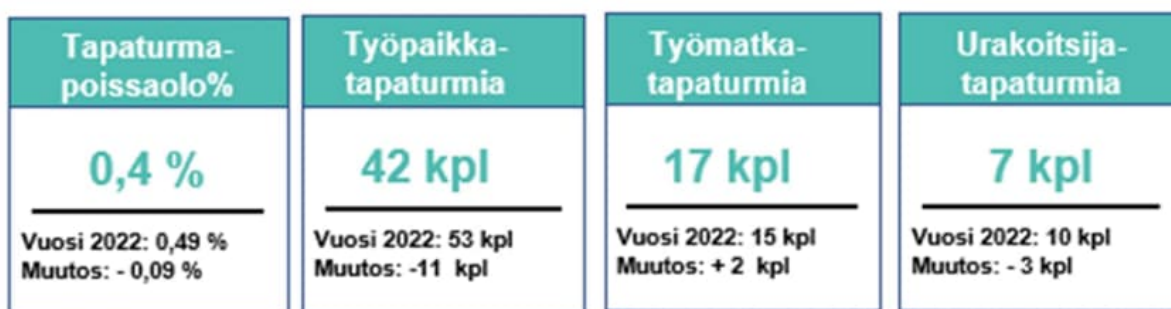 Tapaturma-
poissaolo%
0,4 %
Vuosi 2022: 0,49 %
Muutos: - 0,09 %
Työpaikka-
tapaturmia
42 kpl
Vuosi 2022: 53 kpl
Muutos: -11 kpl
Työmatka-
tapaturmia
17 kpl
Vuosi 2022: 15 kpl
Muutos: + 2 kpl
Urakoitsija-
tapaturmia
7 kpl
Vuosi 2022: 10 kpl
Muutos: - 3 kpl